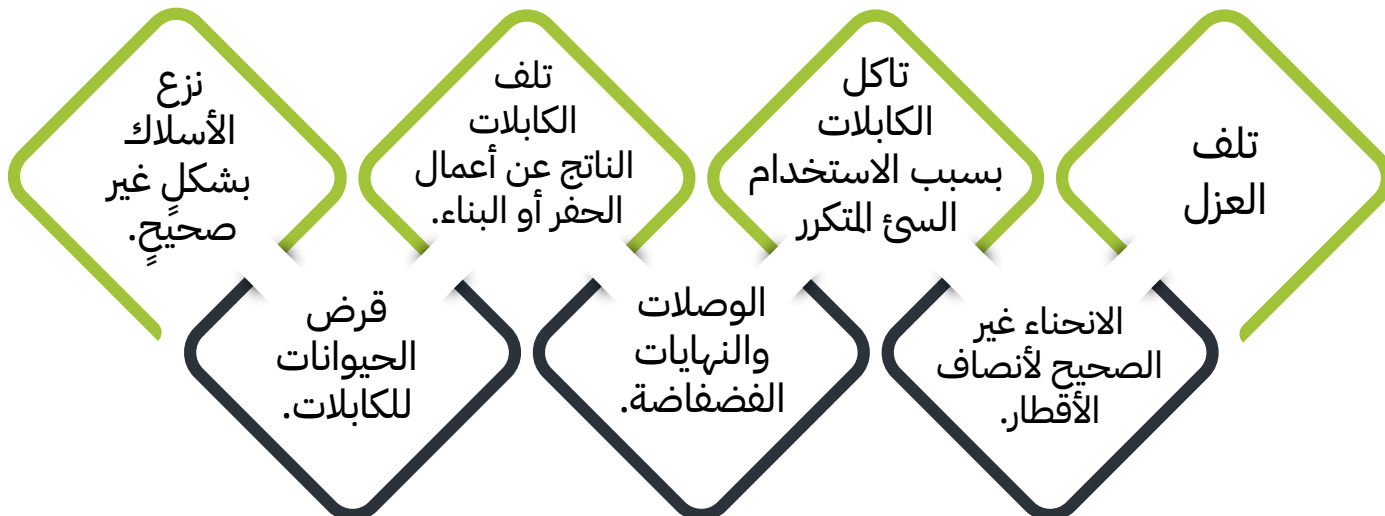 تلف
العزل
تاكل
الكابلات
بسبب الاستخدام
السئ المتكرر
تلف
الكابلات
الناتج عن أعمال
الحفر أو البناء.
نزع
الأسلاك
بشكلٍ غير
صحيحٍ.
الانحناء غير
الصحيح لأنصاف
الأقطار.
الوصلات
والنهايات
الفضفاضة.
قرض
الحيوانات
للكابلات.